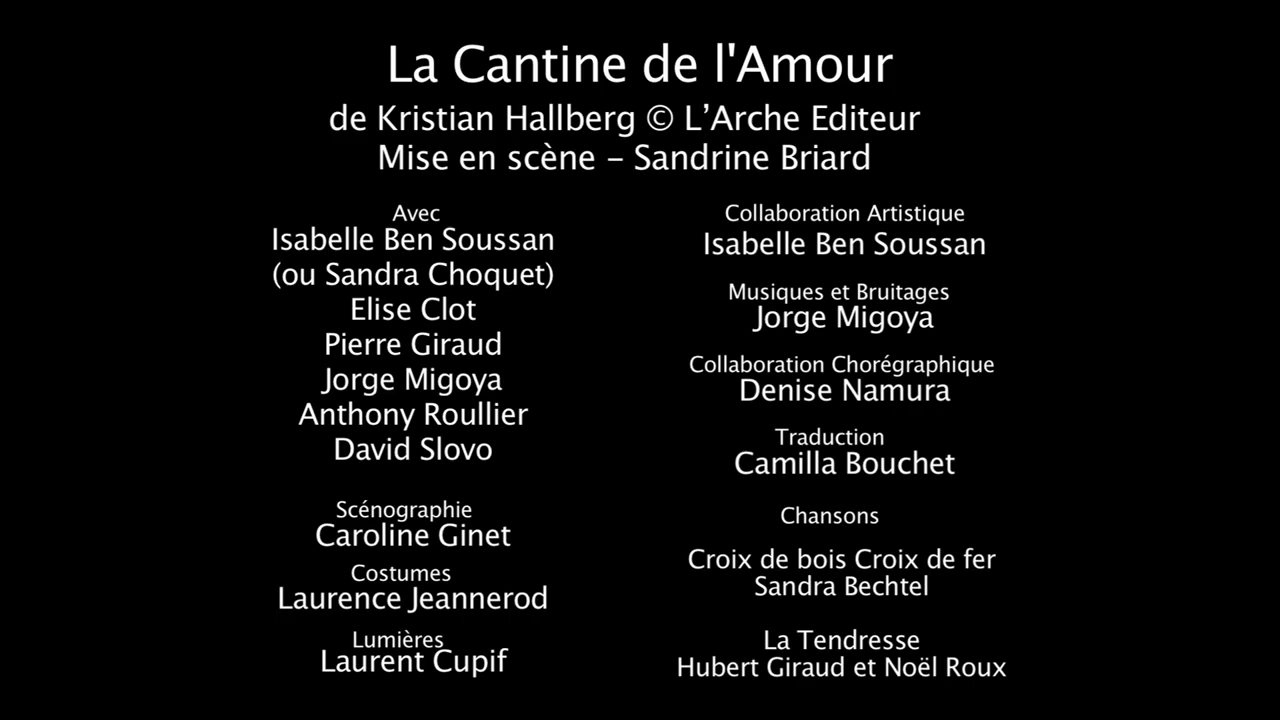 La Cantine de l'Amour
de Kristian Hallberg © L’Arche Editeur
Mise en scène – Sandrine Briard
Avec
Isabelle Ben Soussan
(ou Sandra Choquet)
Elise Clot
Pierre Giraud
Jorge Migoya
Anthony Roullier
David Slovo
Scénographie
Caroline Ginet
Costumes
Laurence Jeannerod
Lumières
Laurent Cupif
Collaboration Artistique
Isabelle Ben Soussan
Musiques et Bruitages
Jorge Migoya
Collaboration Chorégraphique
Denise Namura
Traduction
Camilla Bouchet
Chansons
Croix de bois Croix de fer
Sandra Bechtel
La Tendresse
Hubert Giraud et Noël Roux